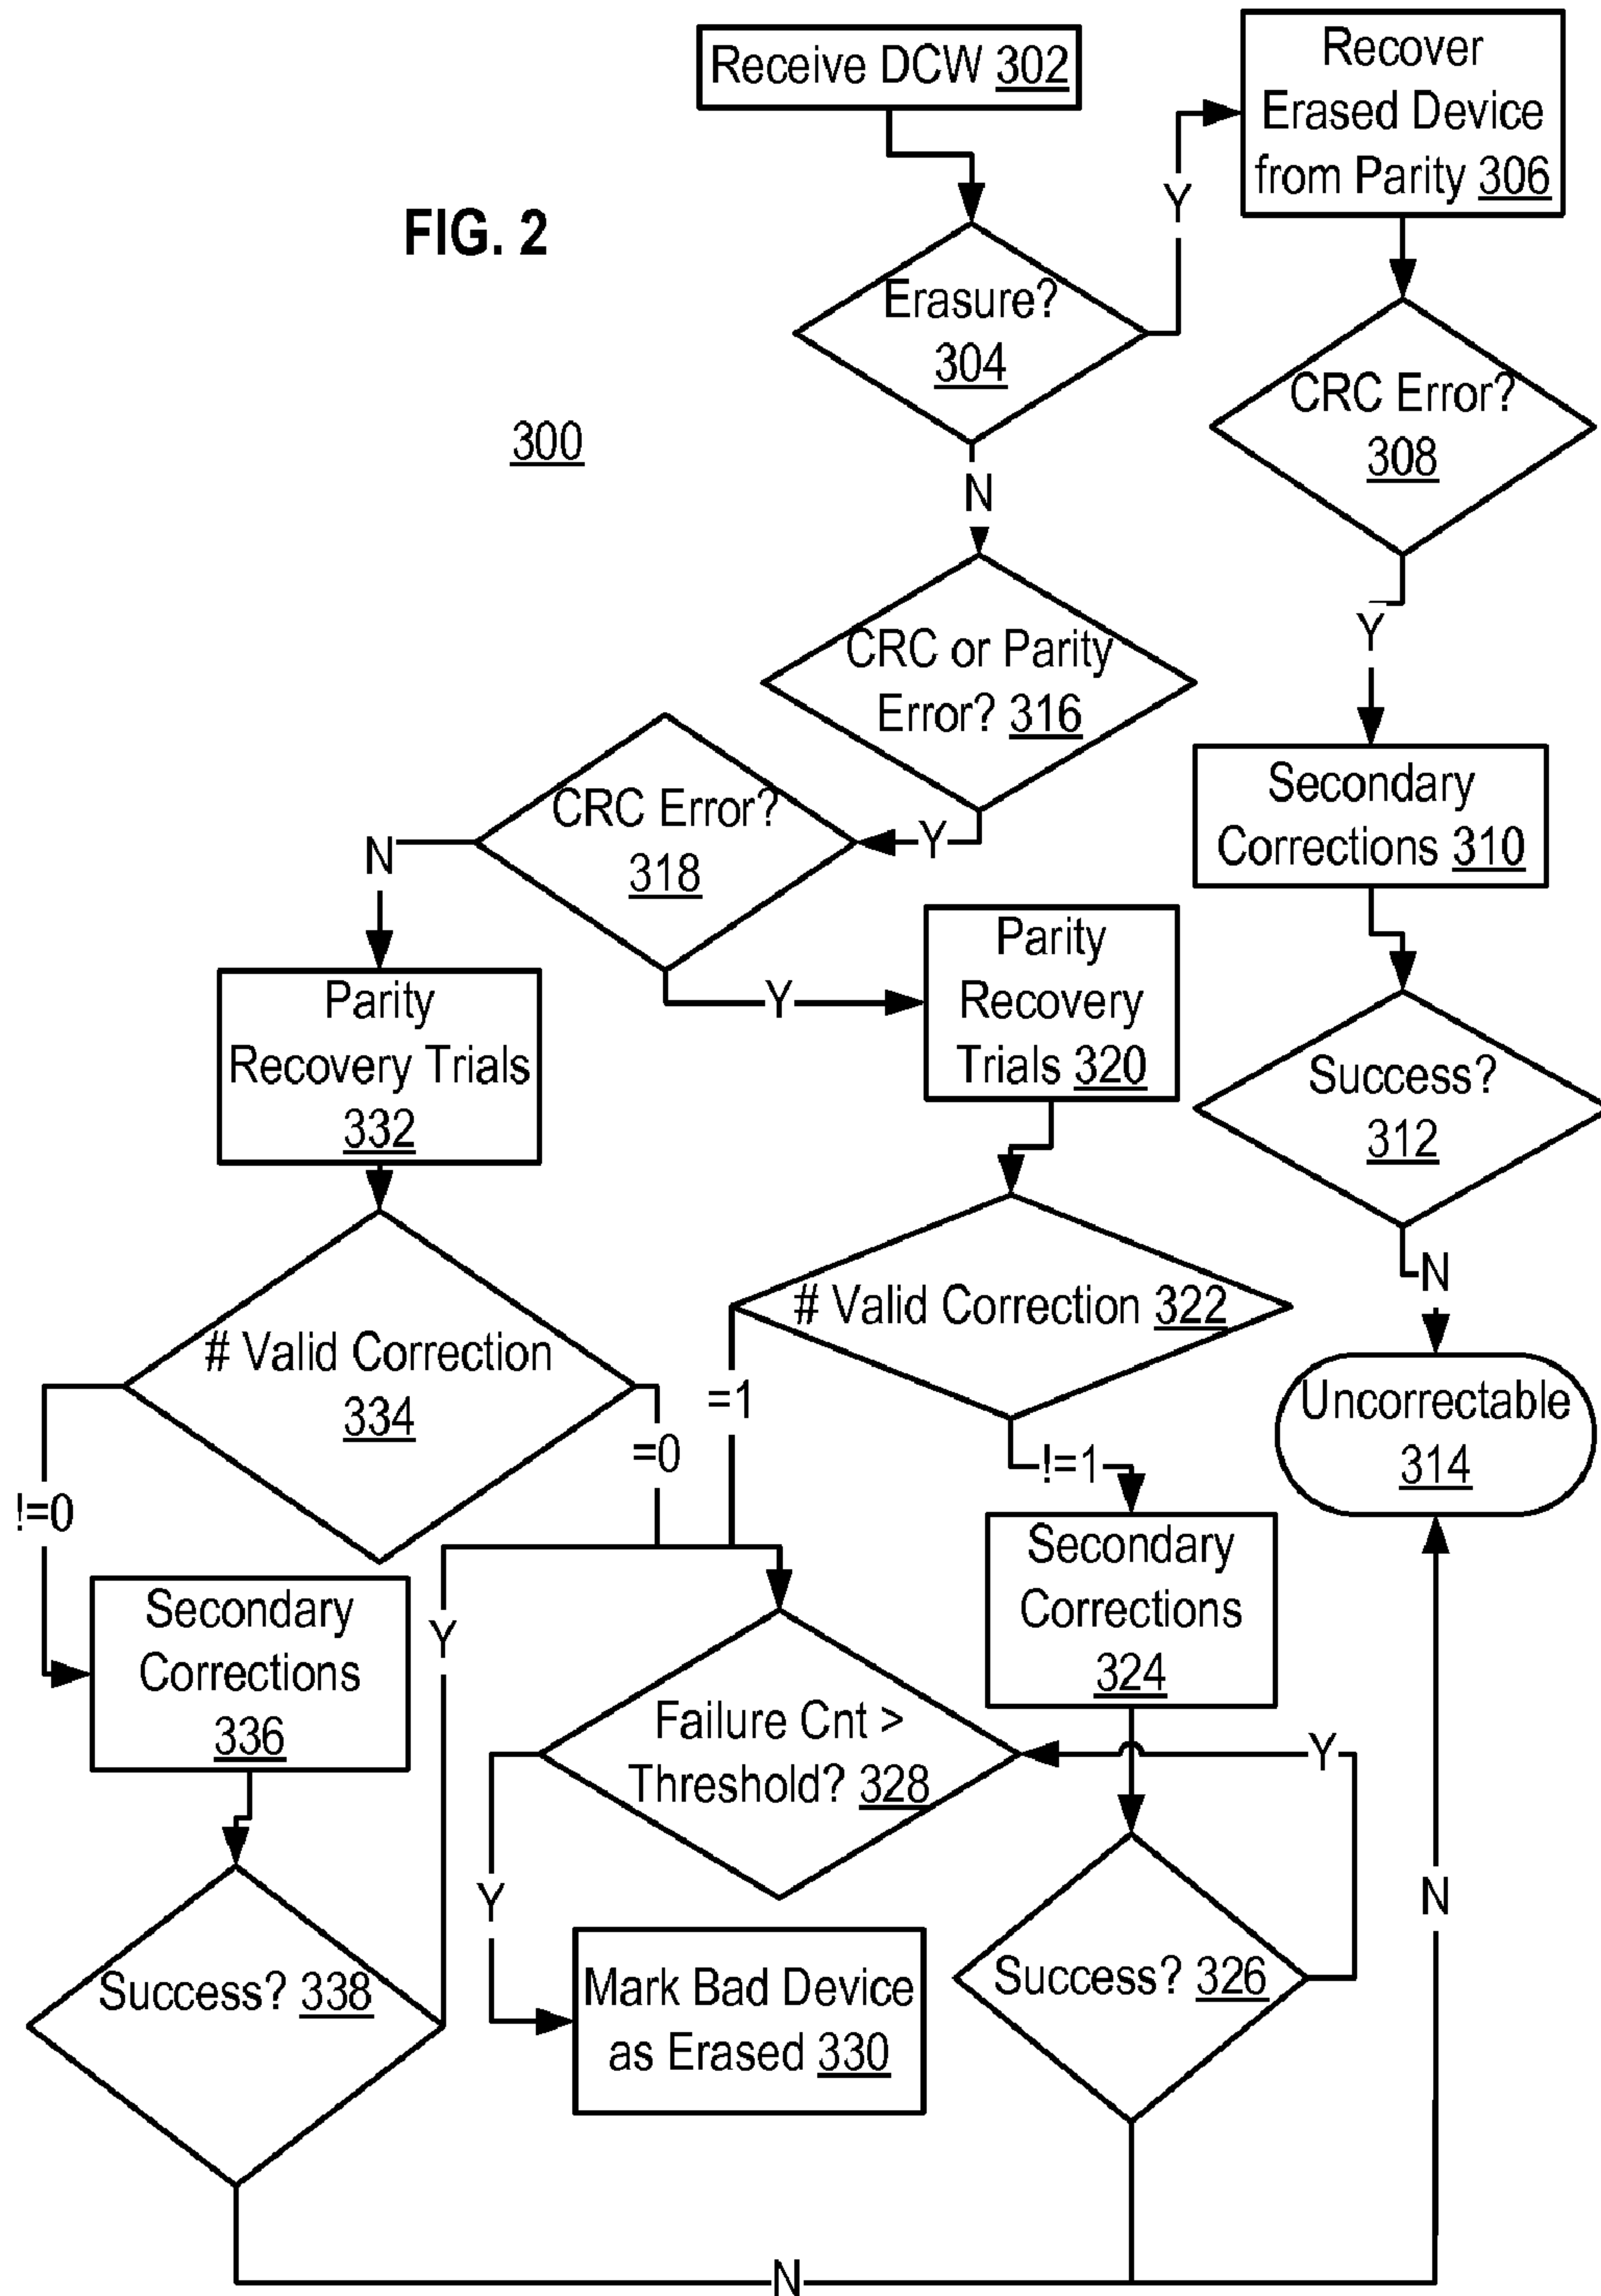 Receive DCW 302
Recover
Erased Device
from Parity 306
Y
FIG. 2
Erasure?
304
CRC Error?
308
300
N
Y
CRC or Parity
Error? 316
Secondary
Corrections 310
CRC Error?
318
Y
N
Parity
Recovery
Trials 320
Y
Parity
Recovery Trials
332
Success?
312
N
# Valid Correction 322
# Valid Correction
334
=1
=0
!=1
Uncorrectable
314
!=0
Secondary
Corrections
324
Secondary
Corrections
336
Y
Failure Cnt >
Threshold? 328
Y
Y
N
Success? 338
Success? 326
Mark Bad Device
as Erased 330
N